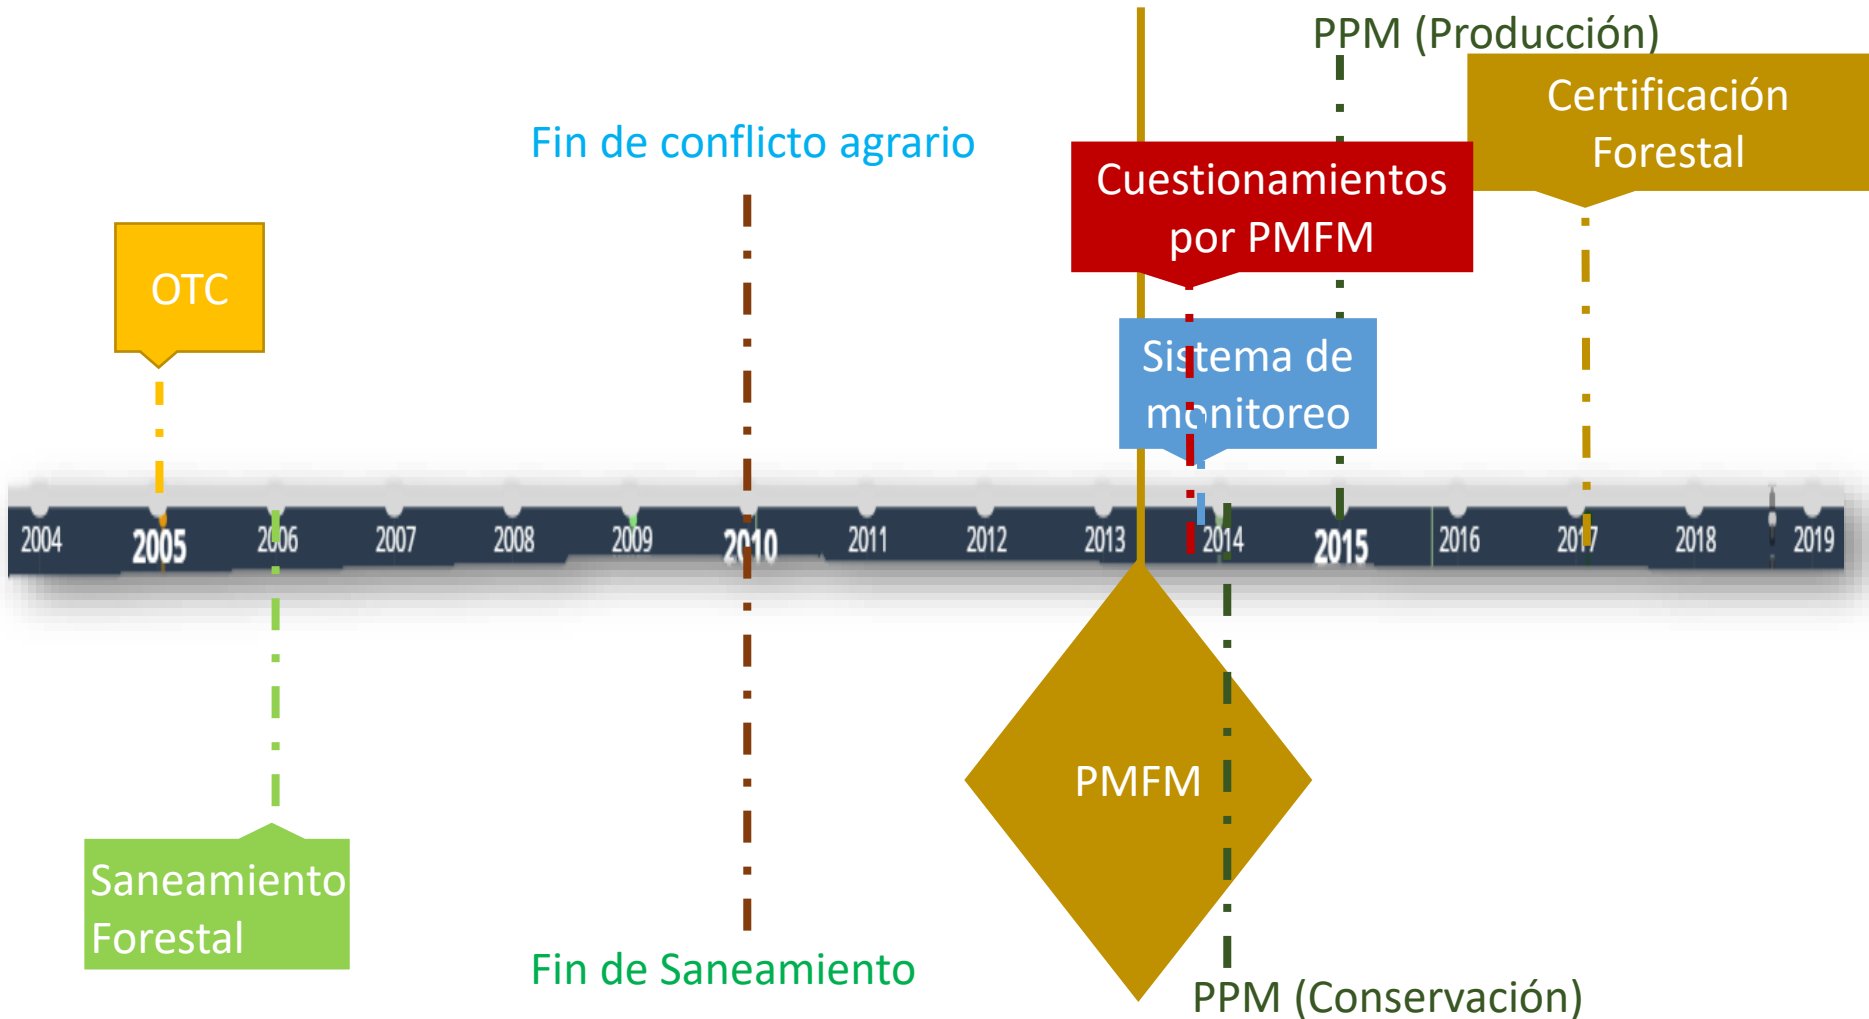 PPM (Producción)
Certificación
Forestal
Fin de conflicto agrario
Cuestionamientos
por PMFM
OTC
Sistema de
monitoreo
2004 2005 2006 2007 2008 2009 2010 2011 2012 2013 2014 2015 2016 2017 2018 2019
PMFM
Saneamiento
Forestal
Fin de Saneamiento
PPM (Conservación)